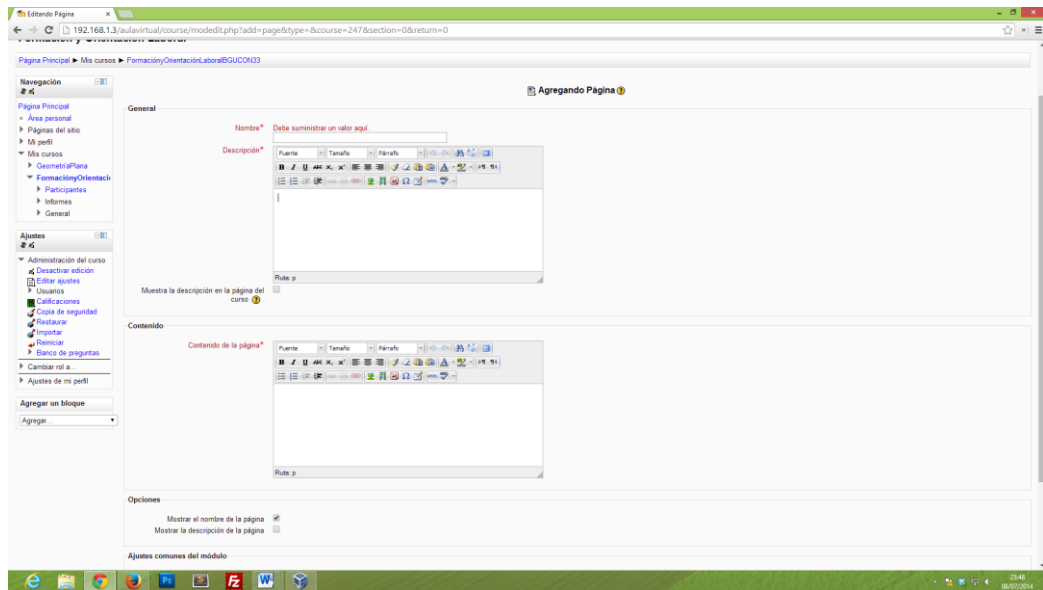 Editando Página
192.168.1.3/aulavirtual/course/modedit.php?add=page&type=&course=247&section=0&return=0
Formación y Orientación Laboral
Página Principal ► Mis cursos ► FormaciónyOrientaciónLaboralBGUCON33
Navegación
Página Principal
Área personal
Páginas del sitio
Mi perfil
Mis cursos
GeometríaPlana
FormaciónyOrientació
Participantes
Informes
General
Ajustes
Administración del curso
Desactivar edición
Editar ajustes
Usuarios
Calificaciones
Copia de seguridad
Restaurar
Importar
Reiniciar
Banco de preguntas
Cambiar rol a...
Ajustes de mi perfil
Agregar un bloque
Agregar...
Agregando Página
General
Nombre* Debe suministrar un valor aquí.
Descripción*
Fuente Tamaño Párrafo
Ruta: p
Muestra la descripción en la página del
curso
Contenido
Contenido de la página*
Fuente Tamaño Párrafo
Ruta: p
Opciones
Mostrar el nombre de la página
Mostrar la descripción de la página
Ajustes comunes del módulo
23:48
08/07/2014